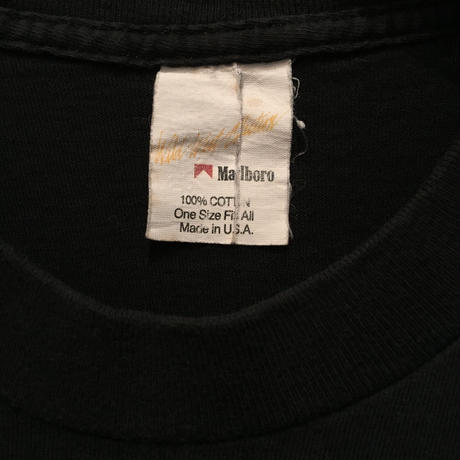 Marlboro
100% COTTON
One Size Fits All
Made in U.S.A.